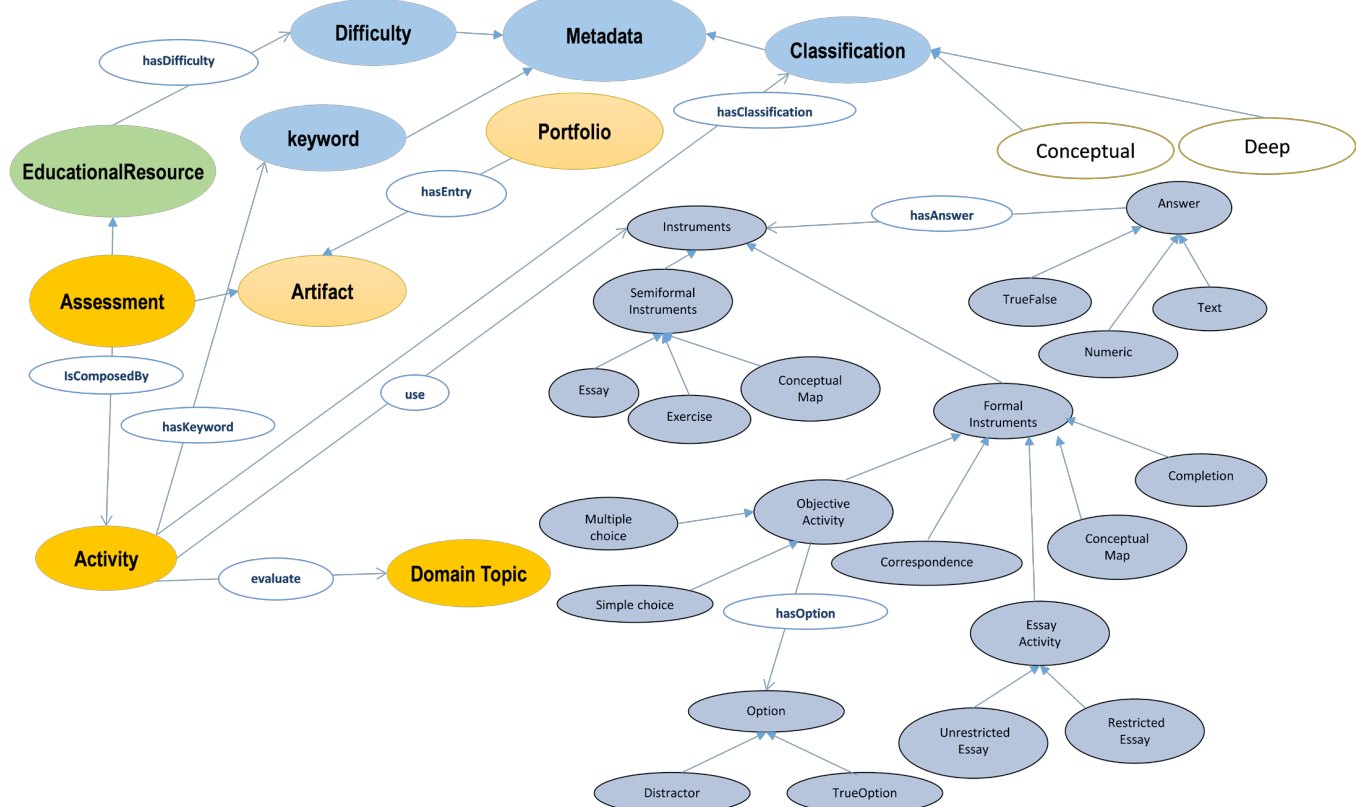 Difficulty
Metadata
Classification
hasDifficulty
hasClassification
keyword
Portfolio
Conceptual
Deep
EducationalResource
hasEntry
Answer
hasAnswer
Instruments
Assessment
Artifact
Semiformal
Instruments
TrueFalse
Text
Numeric
IsComposedBy
use
Essay
Conceptual
Map
Exercise
Formal
Instruments
hasKeyword
Completion
Objective
Activity
Multiple
choice
Conceptual
Map
Correspondence
Activity
evaluate
Domain Topic
Simple choice
hasOption
Essay
Activity
Option
Unrestricted
Essay
Restricted
Essay
Distractor
TrueOption